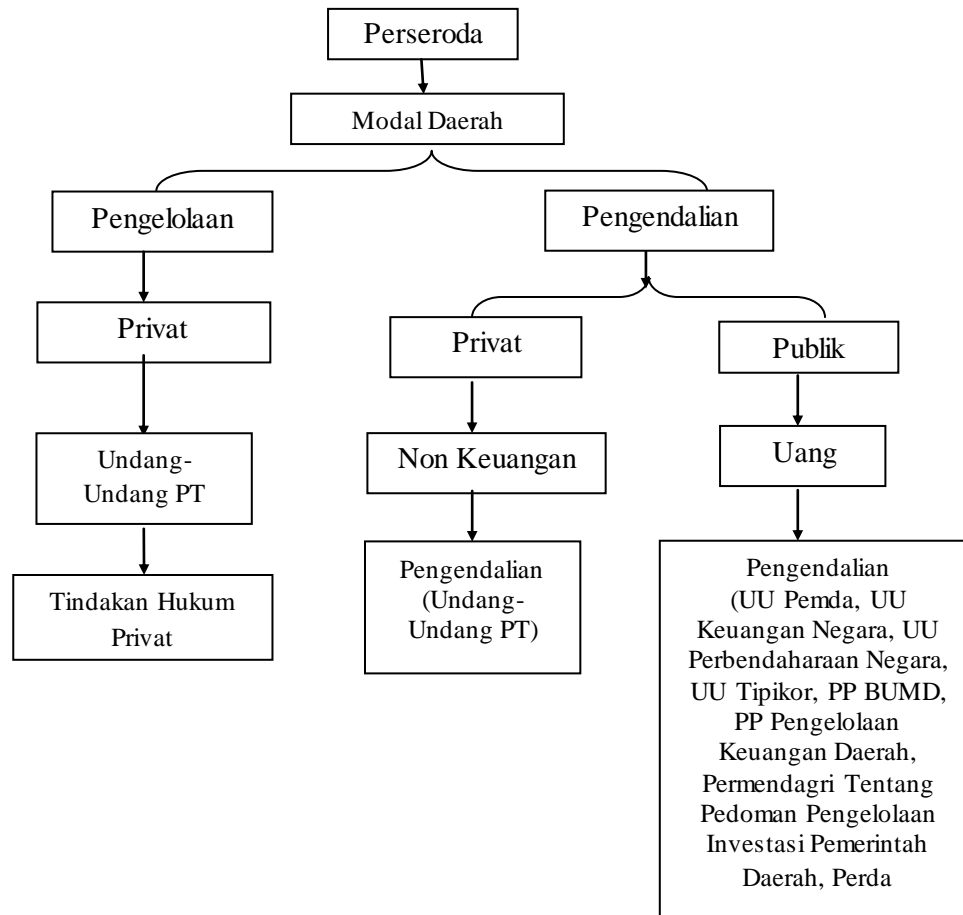 Perseroda
Modal Daerah
Pengelolaan
Pengendalian
Privat
Privat
Publik
Undang-
Undang PT
Non Keuangan
Uang
Tindakan Hukum
Privat
Pengendalian
(Undang-
Undang PT)
Pengendalian
(UU Pemda, UU
Keuangan Negara, UU
Perbendaharaan Negara,
UU Tipikor, PP BUMD,
PP Pengelolaan
Keuangan Daerah,
Permendagri Tentang
Pedoman Pengelolaan
Investasi Pemerintah
Daerah, Perda